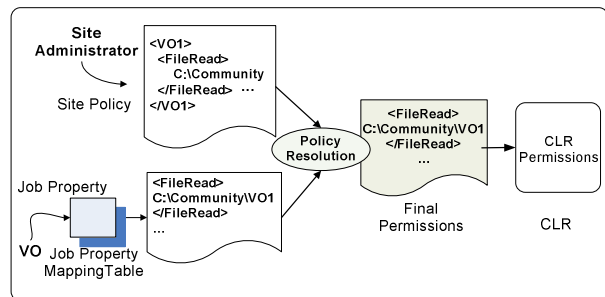 Site
Administrator
Site Policy
<VO1>
<FileRead>
C:\Community
</FileRead> ...
</VO1>
Policy
Resolution
<FileRead>
C:\Community\VO1
</FileRead>
...
Final
Permissions
CLR
Permissions
CLR
Job Property
VO
Job Property
MappingTable
<FileRead>
C:\Community\VO1
</FileRead>
...